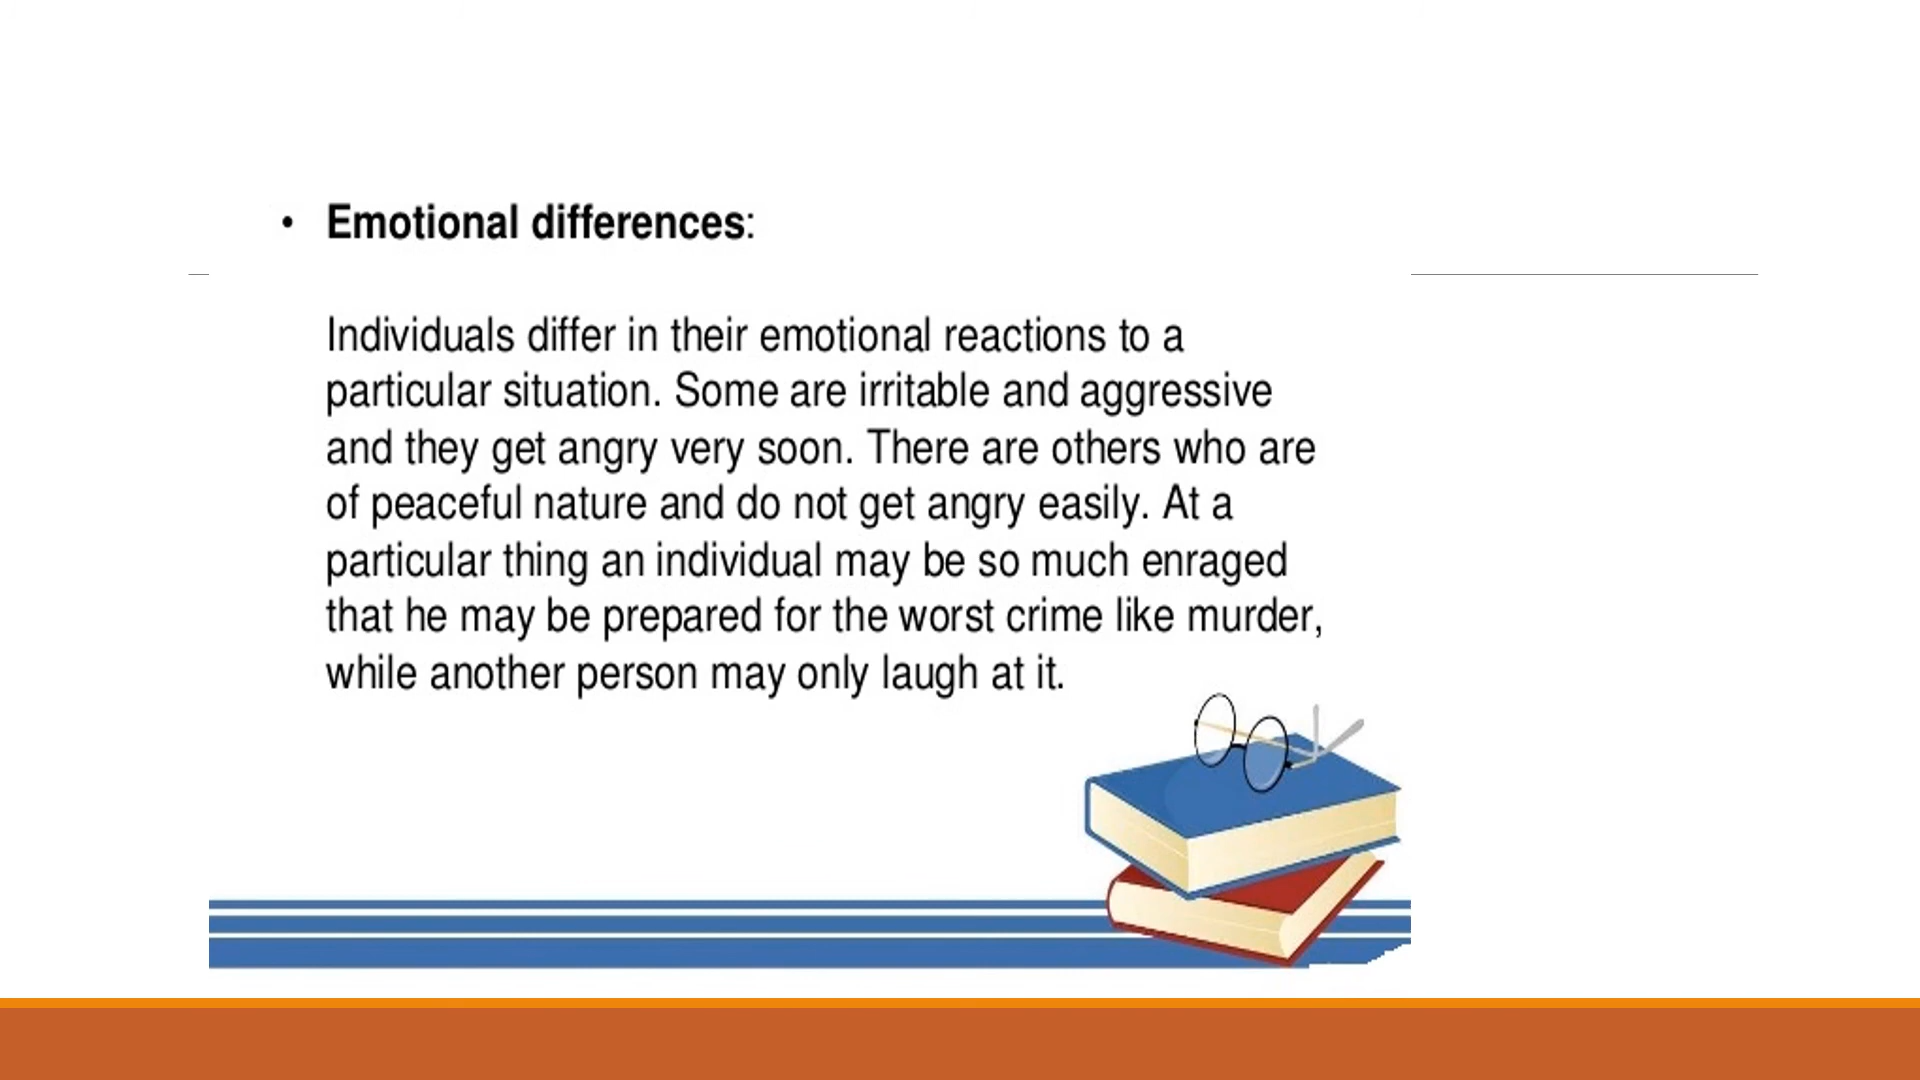 • Emotional differences:
Individuals differ in their emotional reactions to a
particular situation. Some are irritable and aggressive
and they get angry very soon. There are others who are
of peaceful nature and do not get angry easily. At a
particular thing an individual may be so much enraged
that he may be prepared for the worst crime like murder,
while another person may only laugh at it.